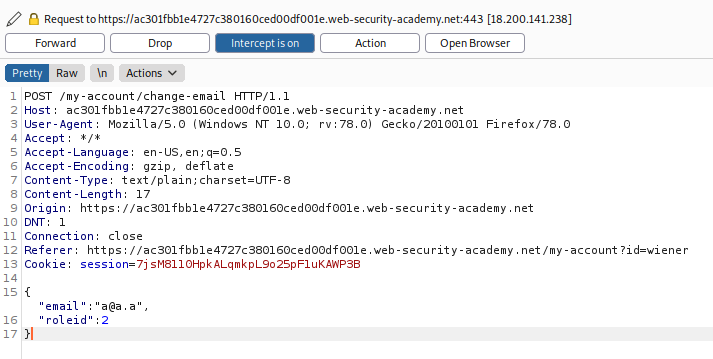 Request to https://ac301fbb1e4727c380160ced00df001e.web-security-academy.net:443 [18.200.141.238]
Forward Drop Intercept is on Action Open Browser
Pretty Raw \n Actions
1 POST /my-account/change-email HTTP/1.1
2 Host: ac301fbb1e4727c380160ced00df001e.web-security-academy.net
3 User-Agent: Mozilla/5.0 (Windows NT 10.0; rv:78.0) Gecko/20100101 Firefox/78.0
4 Accept: */*
5 Accept-Language: en-US,en;q=0.5
6 Accept-Encoding: gzip, deflate
7 Content-Type: text/plain;charset=UTF-8
8 Content-Length: 17
9 Origin: https://ac301fbb1e4727c380160ced00df001e.web-security-academy.net
10 DNT: 1
11 Connection: close
12 Referer: https://ac301fbb1e4727c380160ced00df001e.web-security-academy.net/my-account?id=wiener
13 Cookie: session=7jsM8ll0HpkALqmkpL9o25pFluKAWP3B
14
15 {
"email":"a@a.a",
16 "roleid":2
17 }